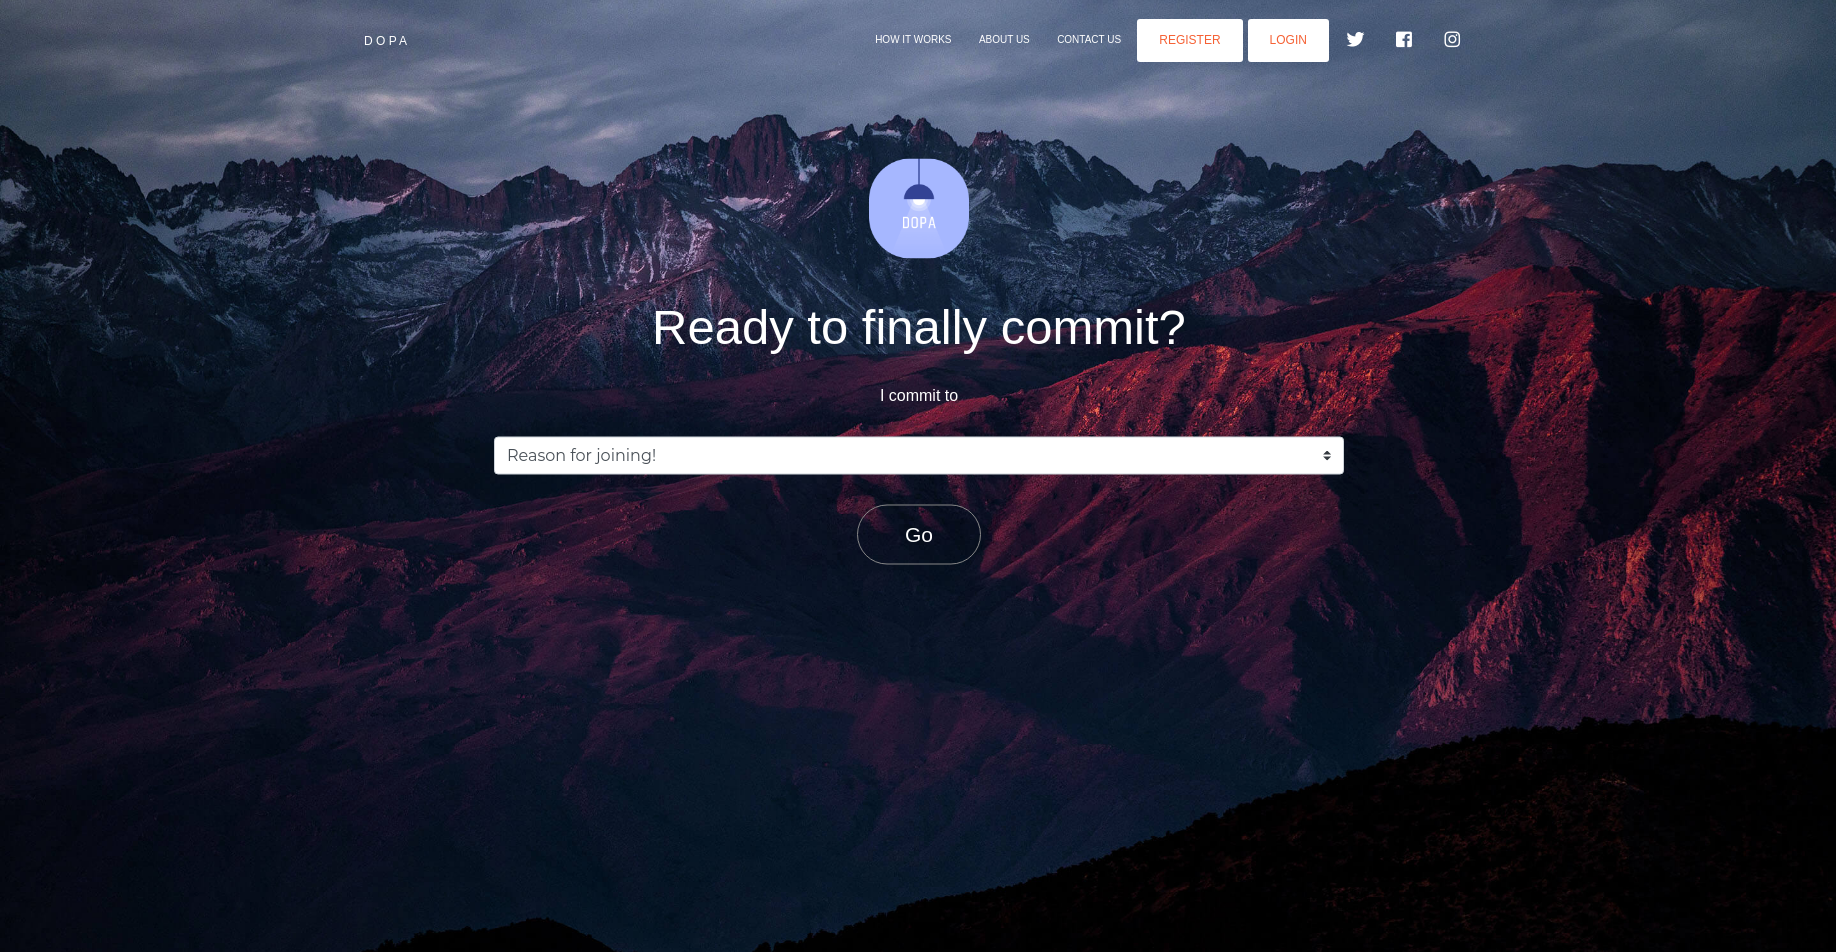 DOPA
HOW IT WORKS
ABOUT US
CONTACT US
REGISTER
LOGIN
DOPA
Ready to finally commit?
I commit to
Reason for joining!
Go